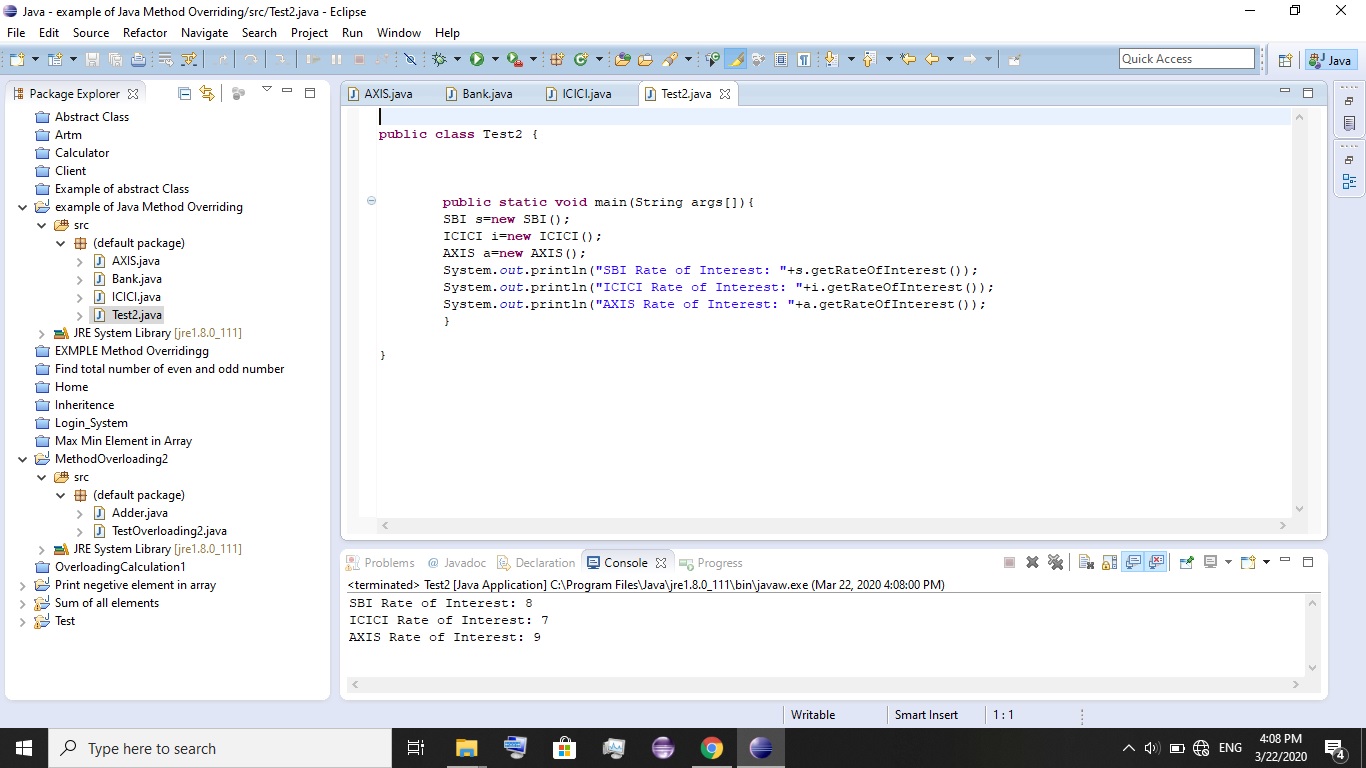 Java - example of Java Method Overriding/src/Test2.java - Eclipse
File Edit Source Refactor Navigate Search Project Run Window Help
Quick Access
Java
Package Explorer
AXIS.java Bank.java ICICI.java Test2.java
Abstract Class
Artm
Calculator
Client
Example of abstract Class
example of Java Method Overriding
src
(default package)
AXIS.java
Bank.java
ICICI.java
Test2.java
JRE System Library [jre1.8.0_111]
EXMPLE Method Overridingg
Find total number of even and odd number
Home
Inheritence
Login_System
Max Min Element in Array
MethodOverloading2
src
(default package)
Adder.java
TestOverloading2.java
JRE System Library [jre1.8.0_111]
OverloadingCalculation1
Print negetive element in array
Sum of all elements
Test
public class Test2 {
public static void main(String args[]){
SBI s=new SBI();
ICICI i=new ICICI();
AXIS a=new AXIS();
System.out.println("SBI Rate of Interest: "+s.getRateOfInterest());
System.out.println("ICICI Rate of Interest: "+i.getRateOfInterest());
System.out.println("AXIS Rate of Interest: "+a.getRateOfInterest());
}
}
Problems @ Javadoc Declaration Console Progress
<terminated> Test2 [Java Application] C:\Program Files\Java\jre1.8.0_111\bin\javaw.exe (Mar 22, 2020 4:08:00 PM)
SBI Rate of Interest: 8
ICICI Rate of Interest: 7
AXIS Rate of Interest: 9
Writable Smart Insert 1 : 1
Type here to search
ENG
4:08 PM
3/22/2020
4